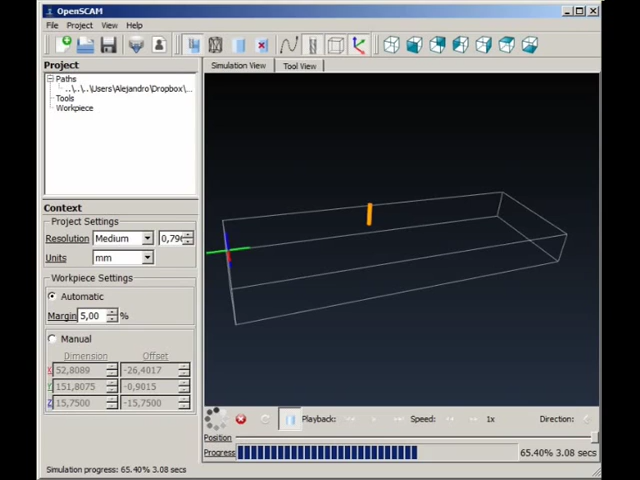 OpenSCAM
File Project View Help
Project
Simulation View Tool View
Paths
..\..\..\Users\Alejandro\Dropbox\...
Tools
Workpiece
Context
Project Settings
Resolution Medium
Units mm
Workpiece Settings
Automatic
Margin 5,00 %
Manual
Dimension Offset
X 52,8089 -26,4017
Y 151,8075 -0,9015
Z 15,7500 -15,7500
Playback: Speed: 1x Direction:
Position
Progress 65.40% 3.08 secs
Simulation progress: 65.40% 3.08 secs